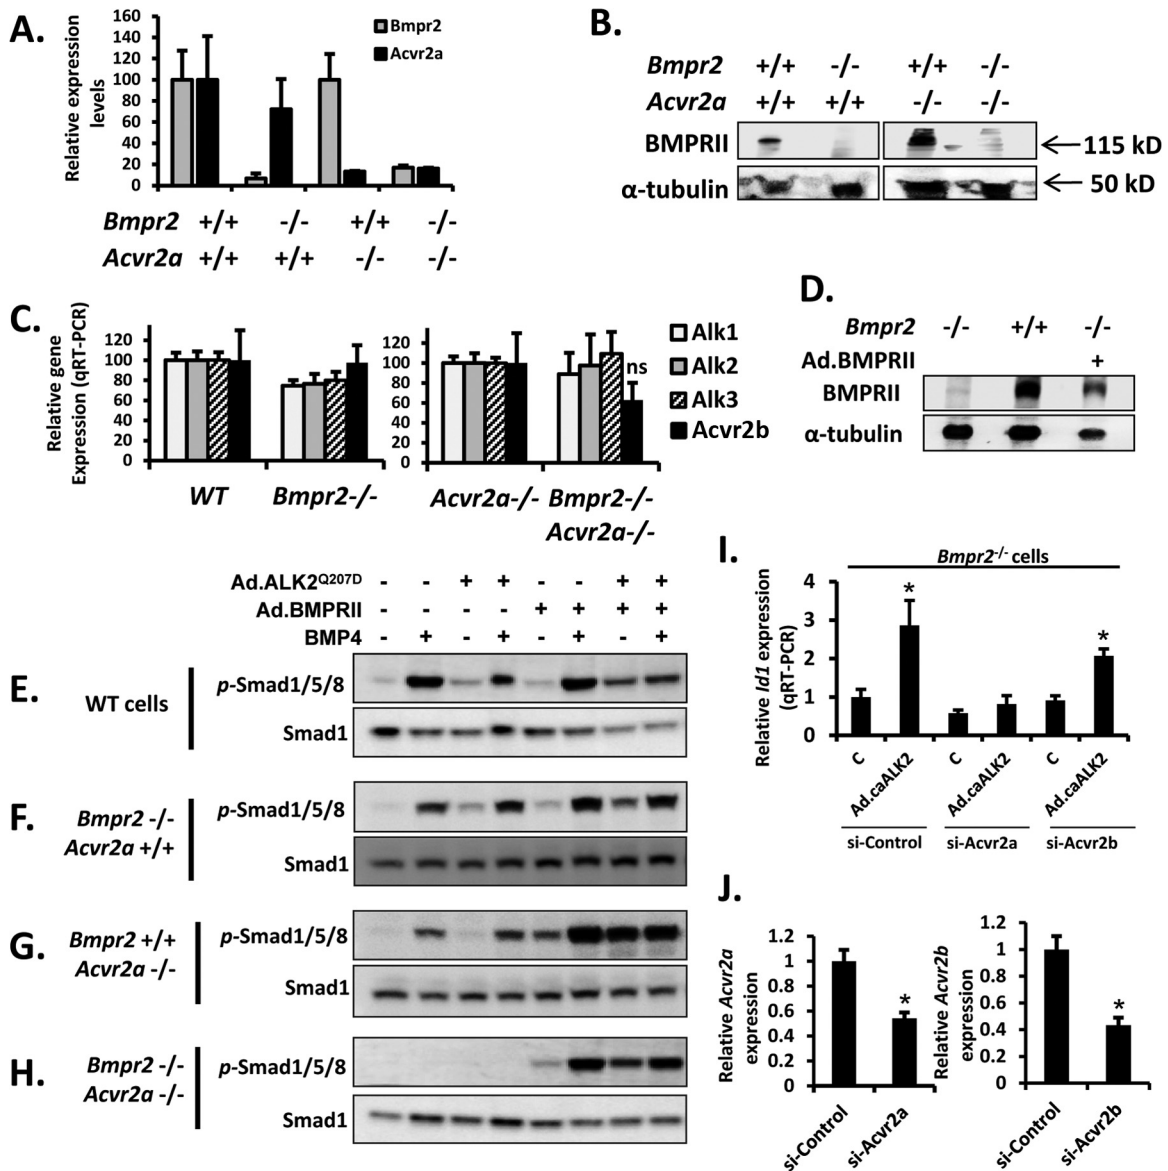 A.
Relative expression
levels
160
140
120
100
80
60
40
20
0
Bmpr2
Acvr2a
Bmpr2 +/+ -/- +/+ -/-
Acvr2a +/+ +/+ -/- -/-
B.
Bmpr2 +/+ -/- +/+ -/-
Acvr2a +/+ +/+ -/- -/-
BMPRII
115 kD
α-tubulin
50 kD
C.
Relative gene
Expression (qRT-PCR)
120
100
80
60
40
20
0
WT Bmpr2-/-
120
100
80
60
40
20
0
ns
Acvr2a-/- Bmpr2-/-
Acvr2a-/-
Alk1
Alk2
Alk3
Acvr2b
D.
Bmpr2 -/- +/+ -/-
Ad.BMPRII +
BMPRII
α-tubulin
Ad.ALK2Q207D - - + + - - + +
Ad.BMPRII - - - - + + + +
BMP4 - + - + - + - +
E.
WT cells
p-Smad1/5/8
Smad1
F.
Bmpr2 -/-
Acvr2a +/+
p-Smad1/5/8
Smad1
G.
Bmpr2 +/+
Acvr2a -/-
p-Smad1/5/8
Smad1
H.
Bmpr2 -/-
Acvr2a -/-
p-Smad1/5/8
Smad1
I.
Bmpr2-/- cells
Relative Id1 expression
(qRT-PCR)
4
3
2
1
0
* *
C Ad.caALK2 C Ad.caALK2 C Ad.caALK2
si-Control si-Acvr2a si-Acvr2b
J.
Relative Acvr2a
expression
1.2
1
0.8
0.6
0.4
0.2
0
*
si-Control si-Acvr2a
Relative Acvr2b
expression
1.2
1
0.8
0.6
0.4
0.2
0
*
si-Control si-Acvr2b